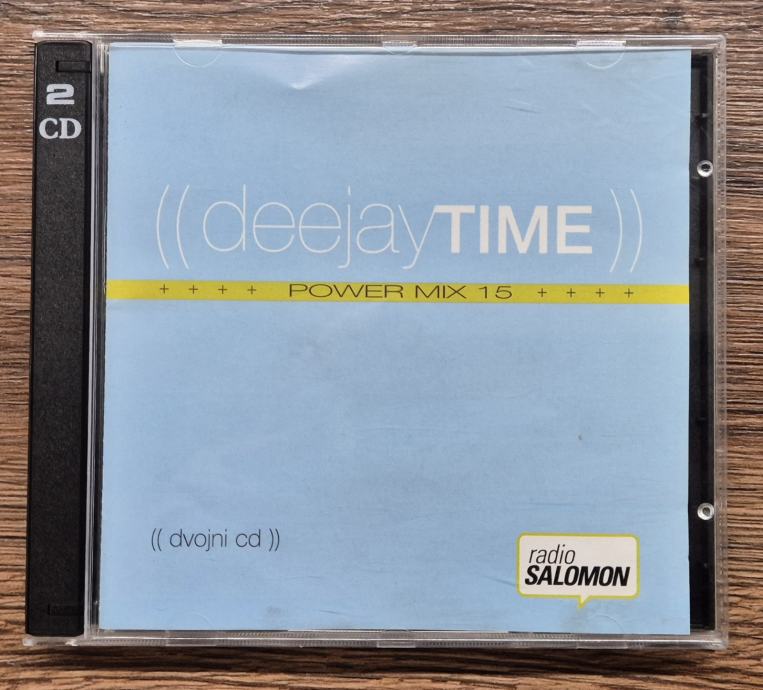 2
CD
((deejayTIME))
+ + + + POWER MIX 15 + + + +
(( dvojni cd ))
radio
SALOMON